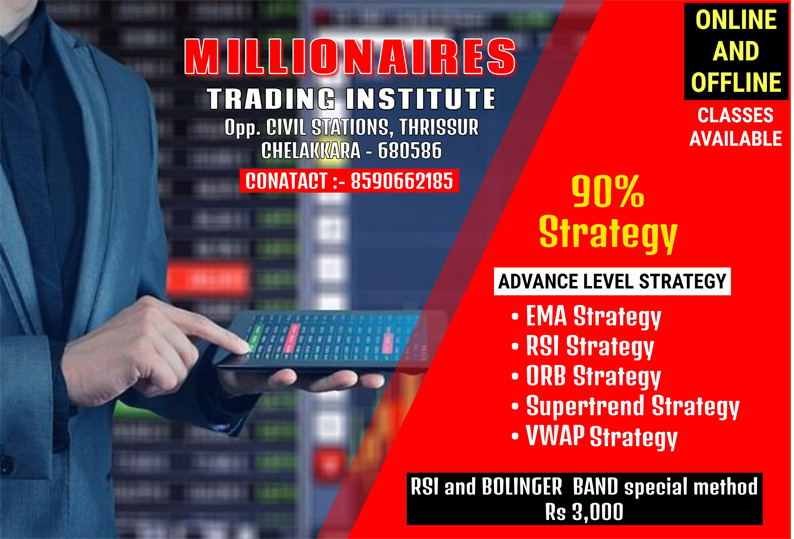 MILLIONAIRES
TRADING INSTITUTE
Opp. CIVIL STATIONS, THRISSUR
CHELAKKARA - 680586
CONATACT :- 8590662185
ONLINE
AND
OFFLINE
CLASSES
AVAILABLE
90%
Strategy
ADVANCE LEVEL STRATEGY
• EMA Strategy
• RSI Strategy
• ORB Strategy
• Supertrend Strategy
• VWAP Strategy
RSI and BOLINGER BAND special method
Rs 3,000